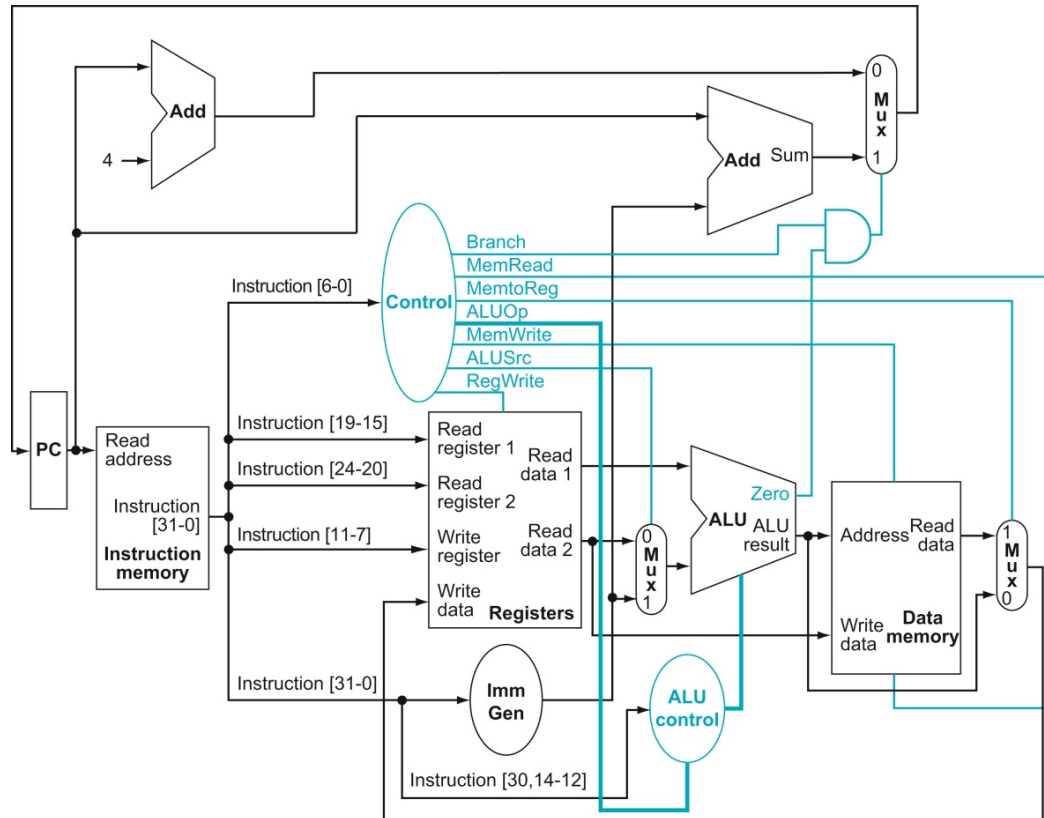 Add
4
Add
Sum
0
Mux
1
Branch
MemRead
MemtoReg
ALUOp
MemWrite
ALUSrc
RegWrite
Control
Instruction [6-0]
PC
Read
address
Instruction
[31-0]
Instruction
memory
Instruction [19-15]
Instruction [24-20]
Instruction [11-7]
Read
register 1
Read
register 2
Write
register
Write
data
Read
data 1
Read
data 2
Registers
0
Mux
1
Zero
ALU
ALU
result
Address
Read
data
Write
data
Data
memory
1
Mux
0
Instruction [31-0]
Imm
Gen
ALU
control
Instruction [30,14-12]